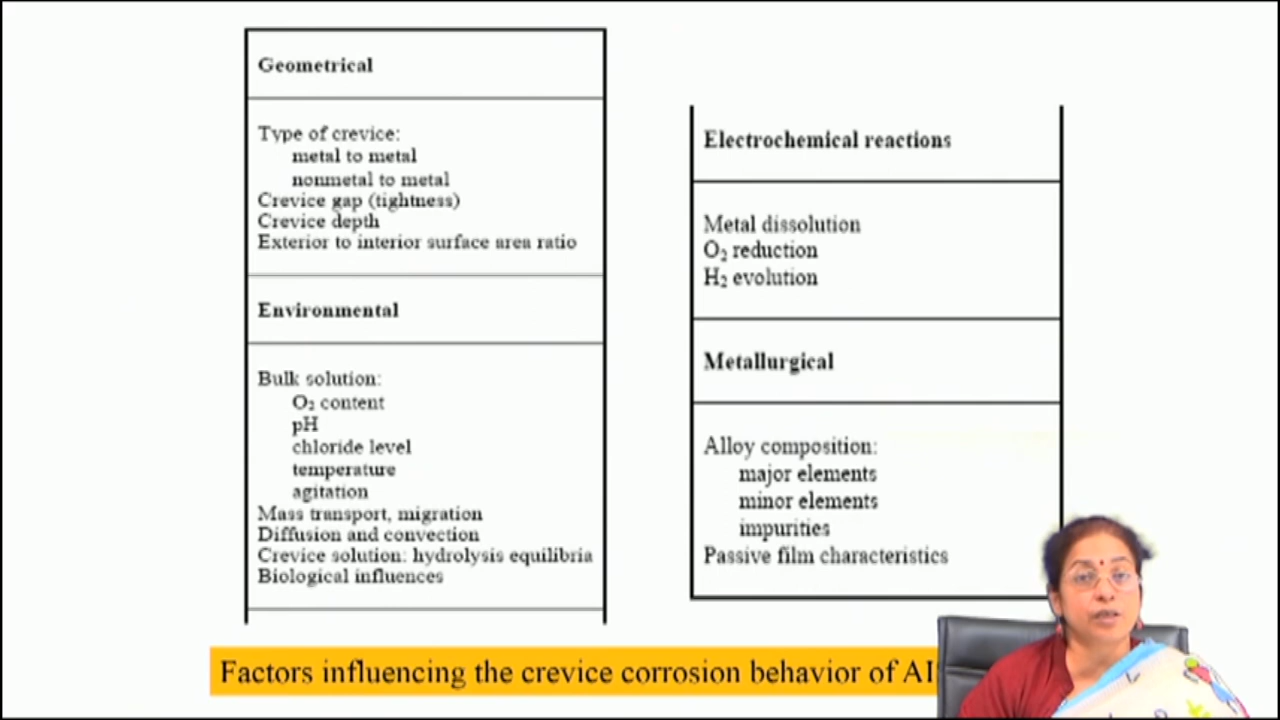 Geometrical
Type of crevice:
metal to metal
nonmetal to metal
Crevice gap (tightness)
Crevice depth
Exterior to interior surface area ratio
Environmental
Bulk solution:
O₂ content
pH
chloride level
temperature
agitation
Mass transport, migration
Diffusion and convection
Crevice solution: hydrolysis equilibria
Biological influences
Electrochemical reactions
Metal dissolution
O₂ reduction
H₂ evolution
Metallurgical
Alloy composition:
major elements
minor elements
impurities
Passive film characteristics
Factors influencing the crevice corrosion behavior of